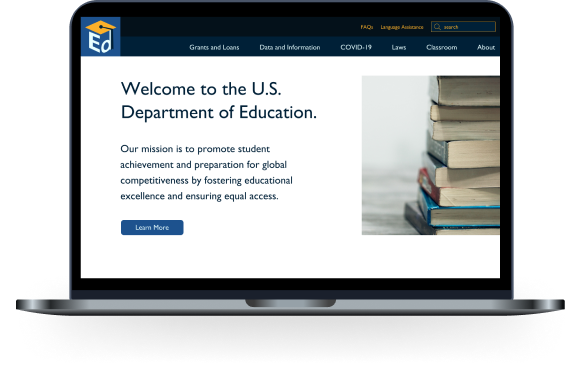 FAQs Language Assistance search
Ed
Grants and Loans Data and Information COVID-19 Laws Classroom About
Welcome to the U.S.
Department of Education.
Our mission is to promote student
achievement and preparation for global
competitiveness by fostering educational
excellence and ensuring equal access.
Learn More